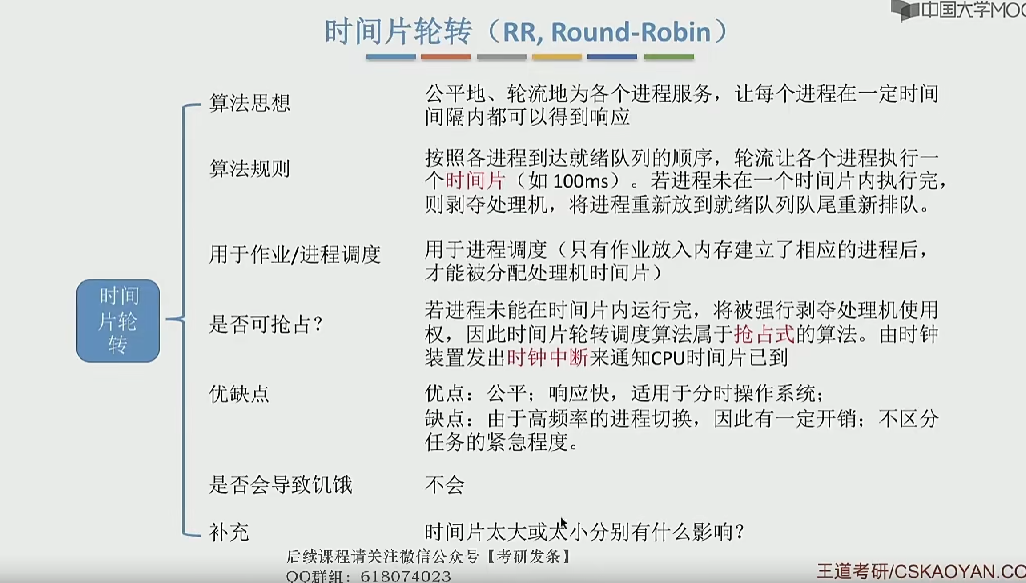 中国大学MOO
时间片轮转（RR, Round-Robin）
算法思想
公平地、轮流地为各个进程服务，让每个进程在一定时间
间隔内都可以得到响应
算法规则
按照各进程到达就绪队列的顺序，轮流让各个进程执行一
个时间片（如 100ms）。若进程未在一个时间片内执行完，
则剥夺处理机，将进程重新放到就绪队列队尾重新排队。
用于作业/进程调度
用于进程调度（只有作业放入内存建立了相应的进程后，
才能被分配处理机时间片）
时间
片轮
转
是否可抢占？
若进程未能在时间片内运行完，将被强行剥夺处理机使用
权，因此时间片轮转调度算法属于抢占式的算法。由时钟
装置发出时钟中断来通知CPU时间片已到
优缺点
优点：公平；响应快，适用于分时操作系统；
缺点：由于高频率的进程切换，因此有一定开销；不区分
任务的紧急程度。
是否会导致饥饿
不会
补充
时间片太大或太小分别有什么影响？
后续课程请关注微信公众号【考研发条】
QQ群组：618074023
王道考研/CSKAOYAN.CO